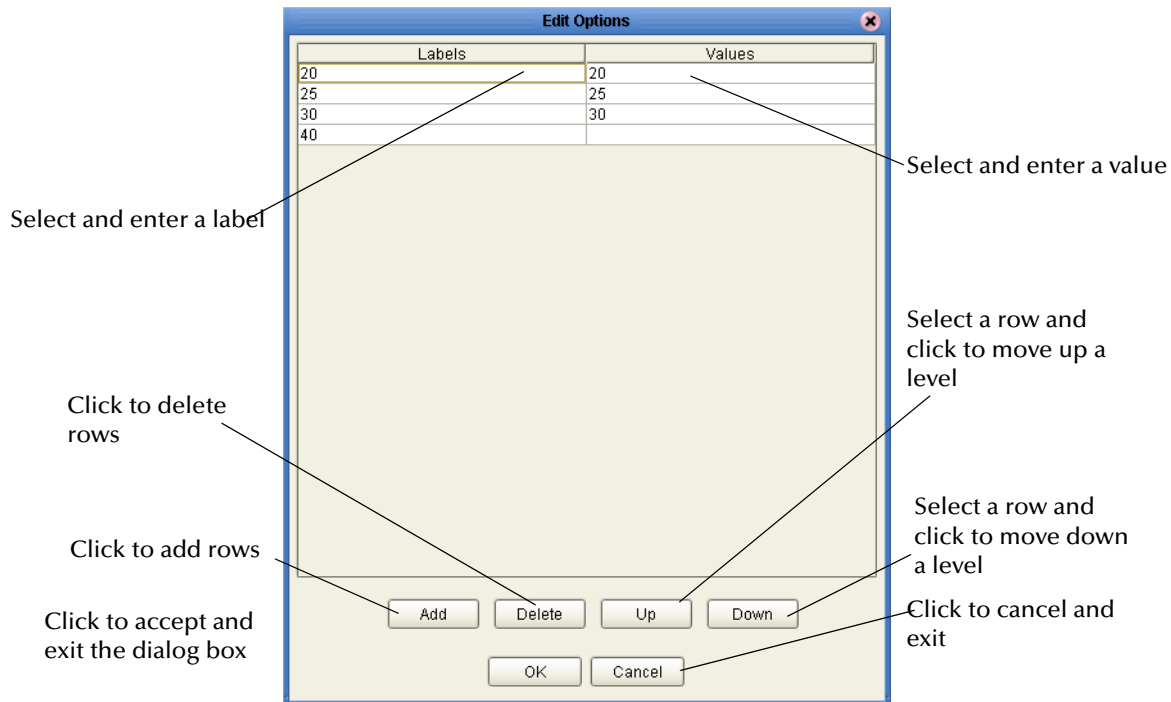 Edit Options
Labels Values
20 20
25 25
30 30
40
Select and enter a value
Select and enter a label
Select a row and
click to move up a
level
Click to delete
rows
Select a row and
click to move down
a level
Click to add rows
Add Delete Up Down
Click to cancel and
exit
Click to accept and
exit the dialog box
OK Cancel